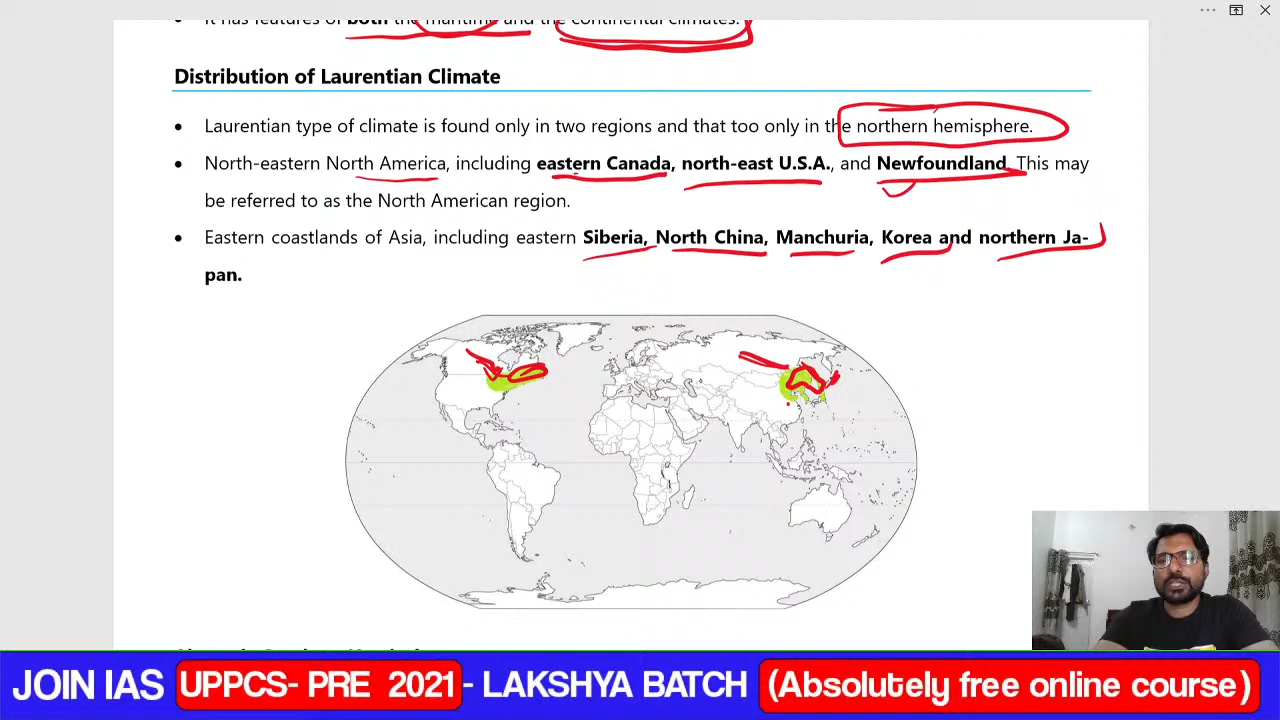 It has features of both the maritime and the continental climates.
Distribution of Laurentian Climate
• Laurentian type of climate is found only in two regions and that too only in the northern hemisphere.
• North-eastern North America, including eastern Canada, north-east U.S.A., and Newfoundland. This may
be referred to as the North American region.
• Eastern coastlands of Asia, including eastern Siberia, North China, Manchuria, Korea and northern Ja-
pan.
JOIN IAS UPPCS- PRE 2021 - LAKSHYA BATCH (Absolutely free online course)